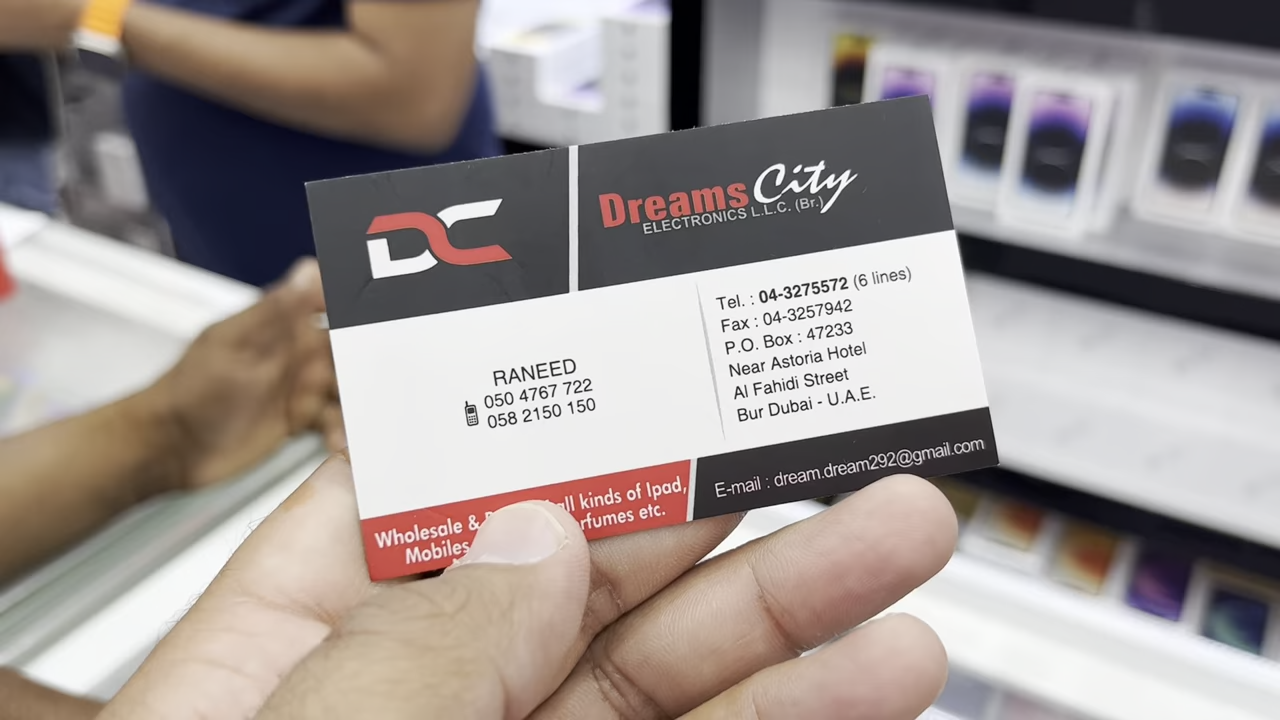 DC
Dreams City
ELECTRONICS L.L.C. (Br.)
RANEED
050 4767 722
058 2150 150
Tel. : 04-3275572 (6 lines)
Fax : 04-3257942
P.O. Box : 47233
Near Astoria Hotel
Al Fahidi Street
Bur Dubai - U.A.E.
Wholesale & all kinds of Ipad,
Mobiles etc.
E-mail : dream.dream292@gmail.com